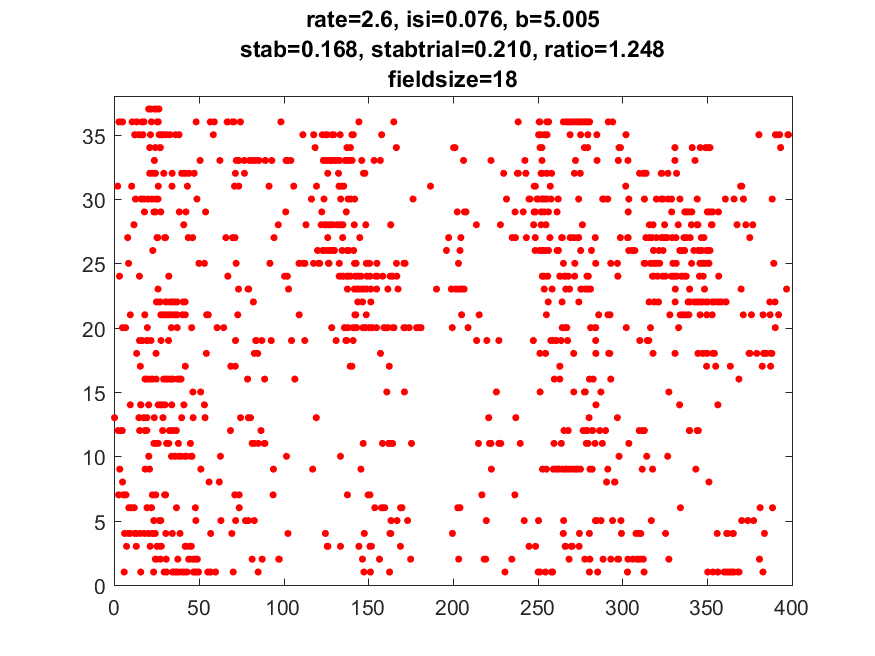 rate=2.6, isi=0.076, b=5.005
stab=0.168, stabtrial=0.210, ratio=1.248
fieldsize=18
35
30
25
20
15
10
5
0
0 50 100 150 200 250 300 350 400